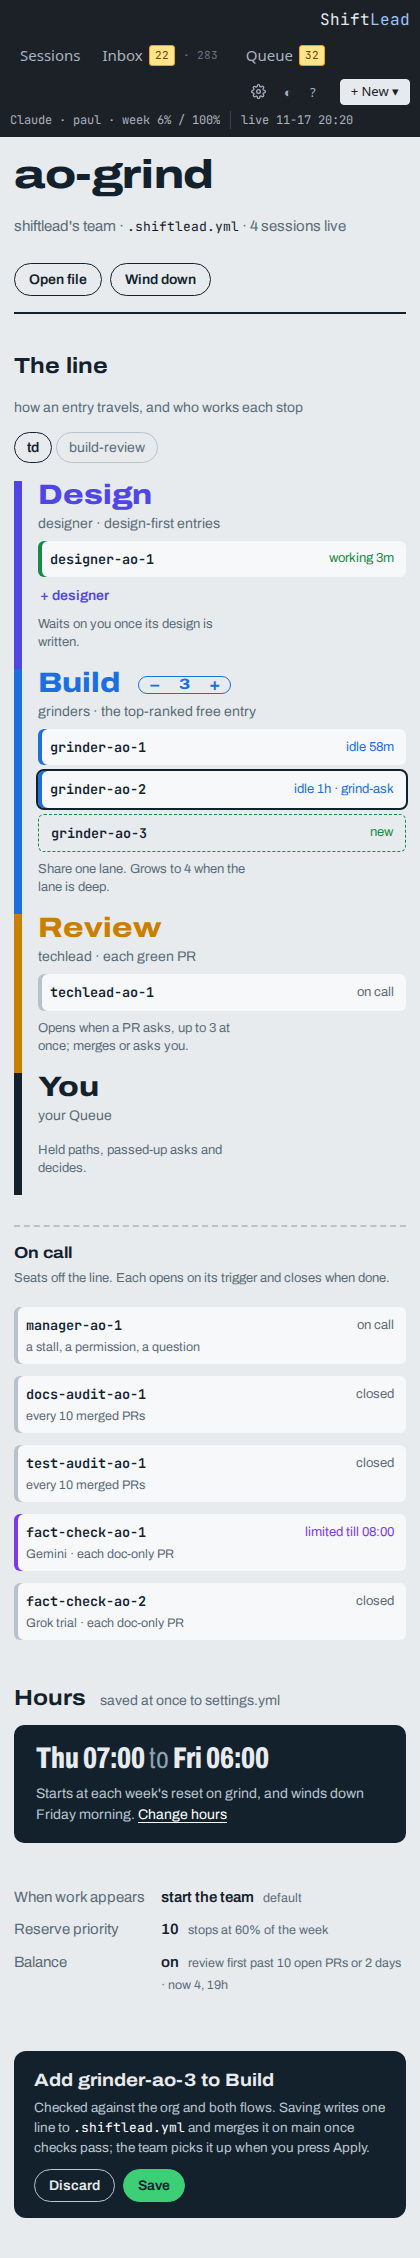 ShiftLead
Sessions Inbox 22 · 283 Queue 32
? + New ▾
Claude · paul · week 6% / 100% live 11-17 20:20
ao-grind
shiftlead's team · .shiftlead.yml · 4 sessions live
Open file Wind down
The line
how an entry travels, and who works each stop
td build-review
Design
designer · design-first entries
designer-ao-1 working 3m
+ designer
Waits on you once its design is
written.
Build − 3 +
grinders · the top-ranked free entry
grinder-ao-1 idle 58m
grinder-ao-2 idle 1h · grind-ask
grinder-ao-3 new
Share one lane. Grows to 4 when the
lane is deep.
Review
techlead · each green PR
techlead-ao-1 on call
Opens when a PR asks, up to 3 at
once; merges or asks you.
You
your Queue
Held paths, passed-up asks and
decides.
On call
Seats off the line. Each opens on its trigger and closes when done.
manager-ao-1 on call
a stall, a permission, a question
docs-audit-ao-1 closed
every 10 merged PRs
test-audit-ao-1 closed
every 10 merged PRs
fact-check-ao-1 limited till 08:00
Gemini · each doc-only PR
fact-check-ao-2 closed
Grok trial · each doc-only PR
Hours saved at once to settings.yml
Thu 07:00 to Fri 06:00
Starts at each week's reset on grind, and winds down
Friday morning. Change hours
When work appears start the team default
Reserve priority 10 stops at 60% of the week
Balance on review first past 10 open PRs or 2 days
· now 4, 19h
Add grinder-ao-3 to Build
Checked against the org and both flows. Saving writes one
line to .shiftlead.yml and merges it on main once
checks pass; the team picks it up when you press Apply.
Discard Save